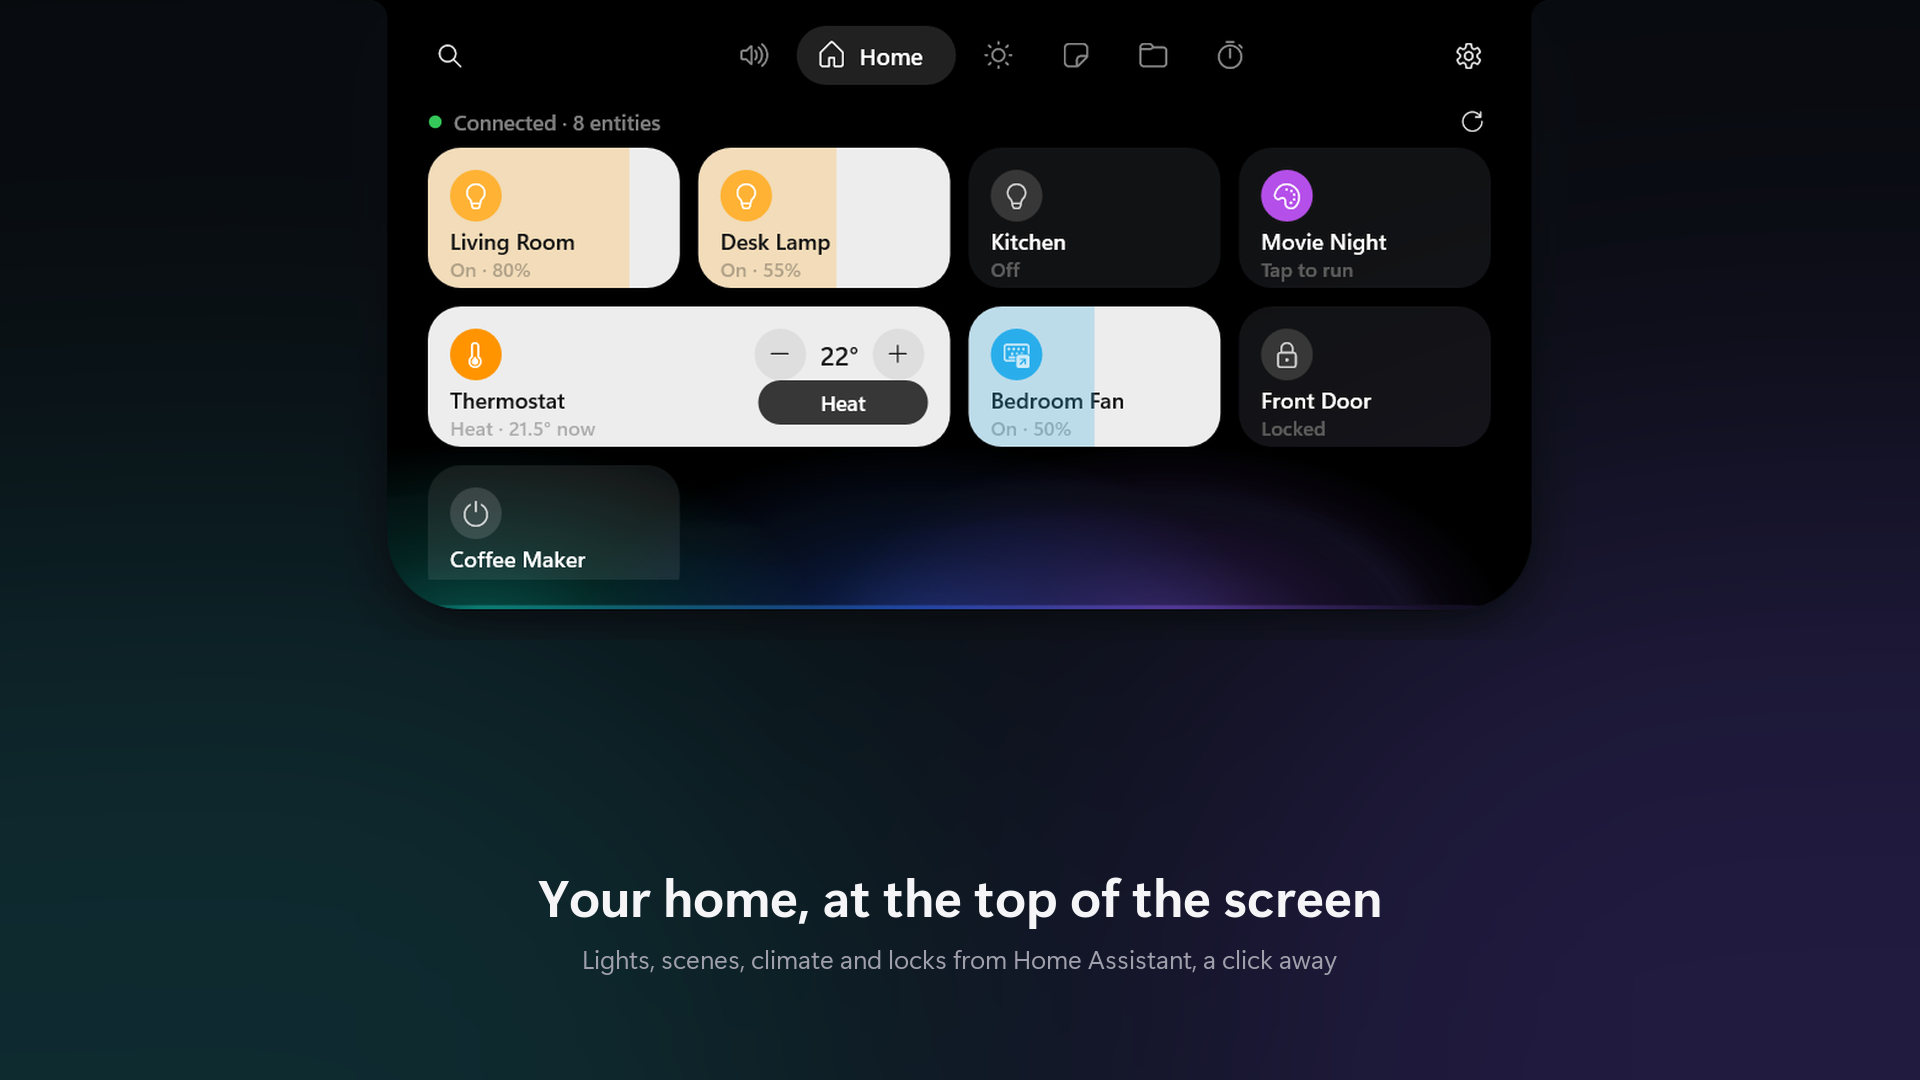 Home
Connected · 8 entities
Living Room
On · 80%
Desk Lamp
On · 55%
Kitchen
Off
Movie Night
Tap to run
Thermostat
Heat · 21.5° now
22°
Heat
Bedroom Fan
On · 50%
Front Door
Locked
Coffee Maker
Your home, at the top of the screen
Lights, scenes, climate and locks from Home Assistant, a click away